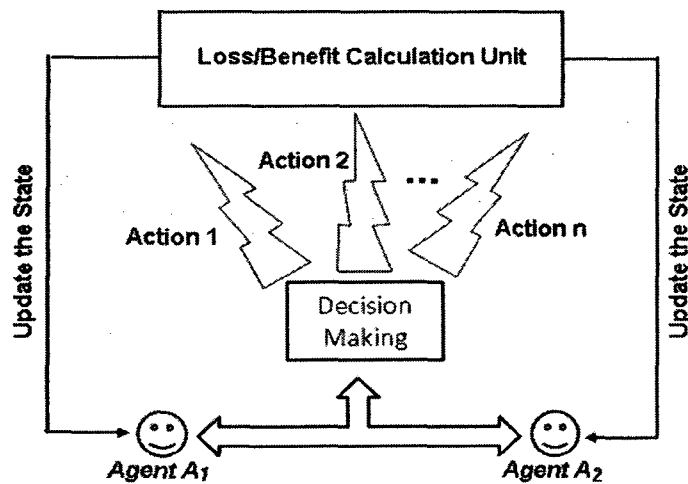 Loss/Benefit Calculation Unit
Action 1
Action 2
...
Action n
Update the State
Update the State
Decision
Making
Agent A1
Agent A2